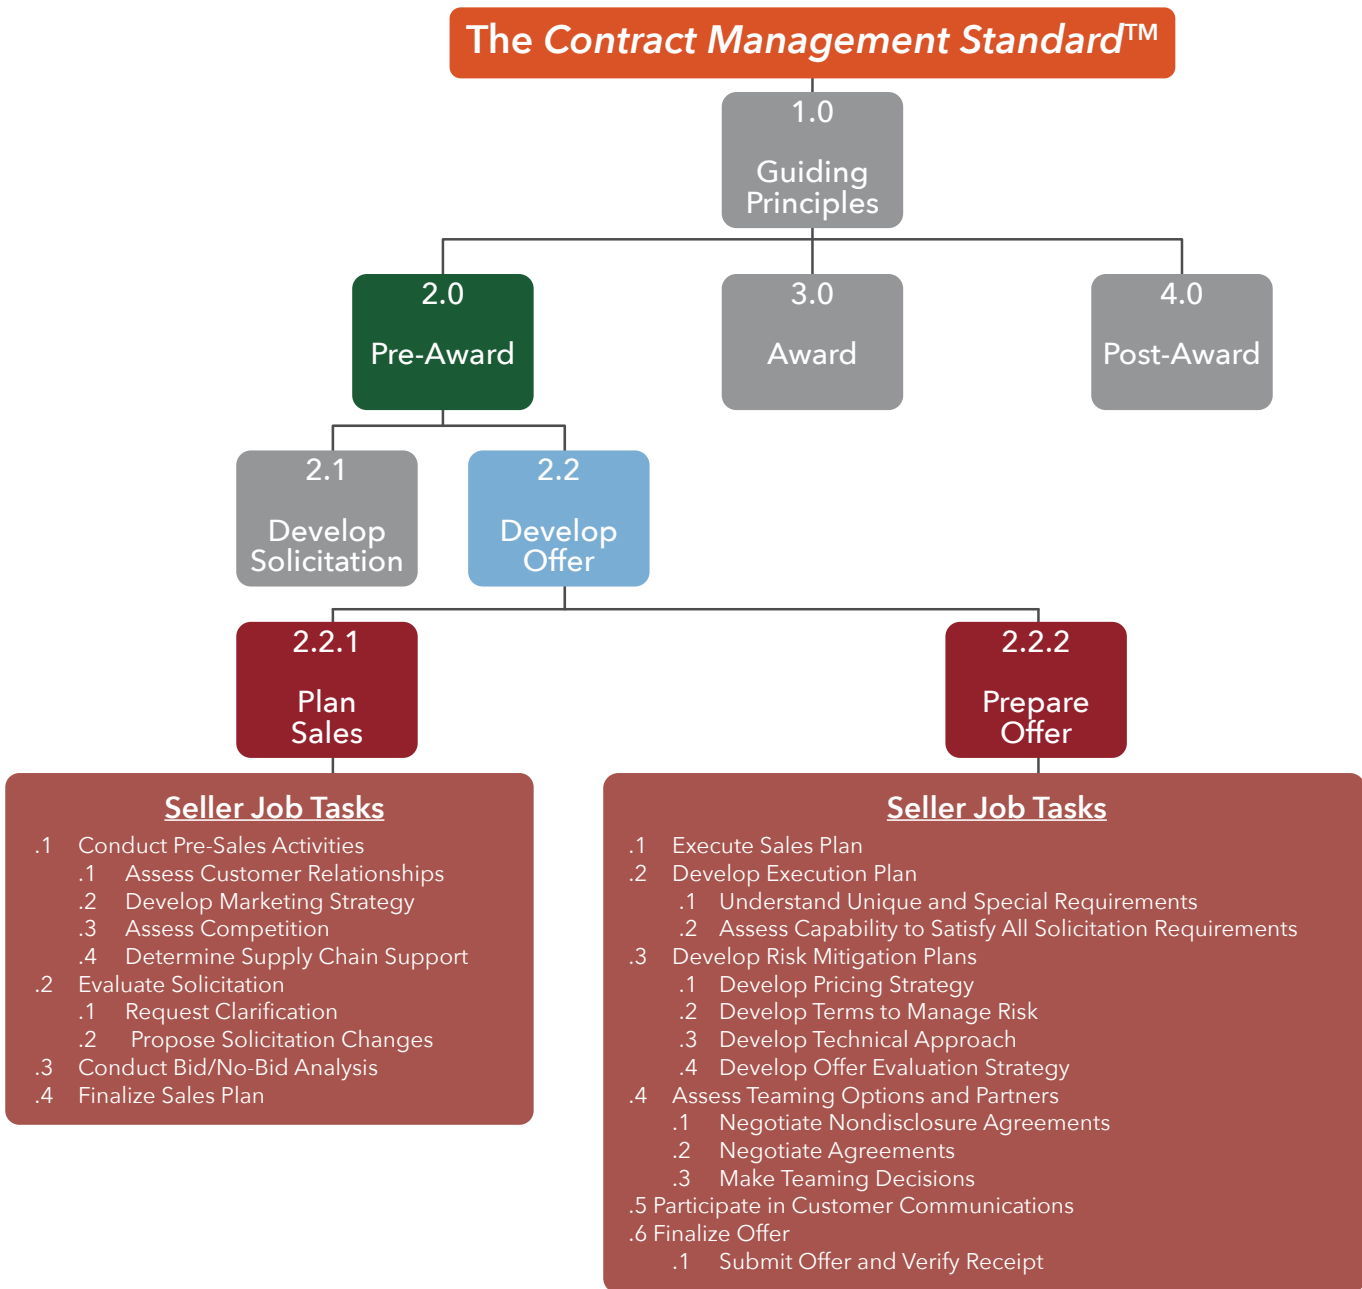 The Contract Management Standard™
1.0
Guiding
Principles
2.0
Pre-Award
3.0
Award
4.0
Post-Award
2.1
Develop
Solicitation
2.2
Develop
Offer
2.2.1
Plan
Sales
2.2.2
Prepare
Offer
Seller Job Tasks
.1 Conduct Pre-Sales Activities
.1 Assess Customer Relationships
.2 Develop Marketing Strategy
.3 Assess Competition
.4 Determine Supply Chain Support
.2 Evaluate Solicitation
.1 Request Clarification
.2 Propose Solicitation Changes
.3 Conduct Bid/No-Bid Analysis
.4 Finalize Sales Plan
Seller Job Tasks
.1 Execute Sales Plan
.2 Develop Execution Plan
.1 Understand Unique and Special Requirements
.2 Assess Capability to Satisfy All Solicitation Requirements
.3 Develop Risk Mitigation Plans
.1 Develop Pricing Strategy
.2 Develop Terms to Manage Risk
.3 Develop Technical Approach
.4 Develop Offer Evaluation Strategy
.4 Assess Teaming Options and Partners
.1 Negotiate Nondisclosure Agreements
.2 Negotiate Agreements
.3 Make Teaming Decisions
.5 Participate in Customer Communications
.6 Finalize Offer
.1 Submit Offer and Verify Receipt